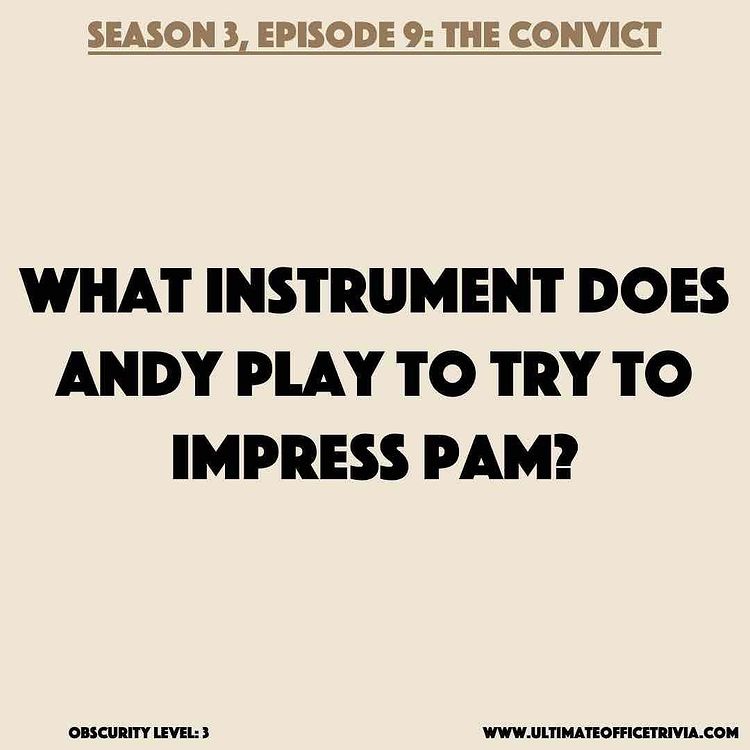 SEASON 3, EPISODE 9: THE CONVICT
WHAT INSTRUMENT DOES
ANDY PLAY TO TRY TO
IMPRESS PAM?
OBSCURITY LEVEL: 3
WWW.ULTIMATEOFFICETRIVIA.COM